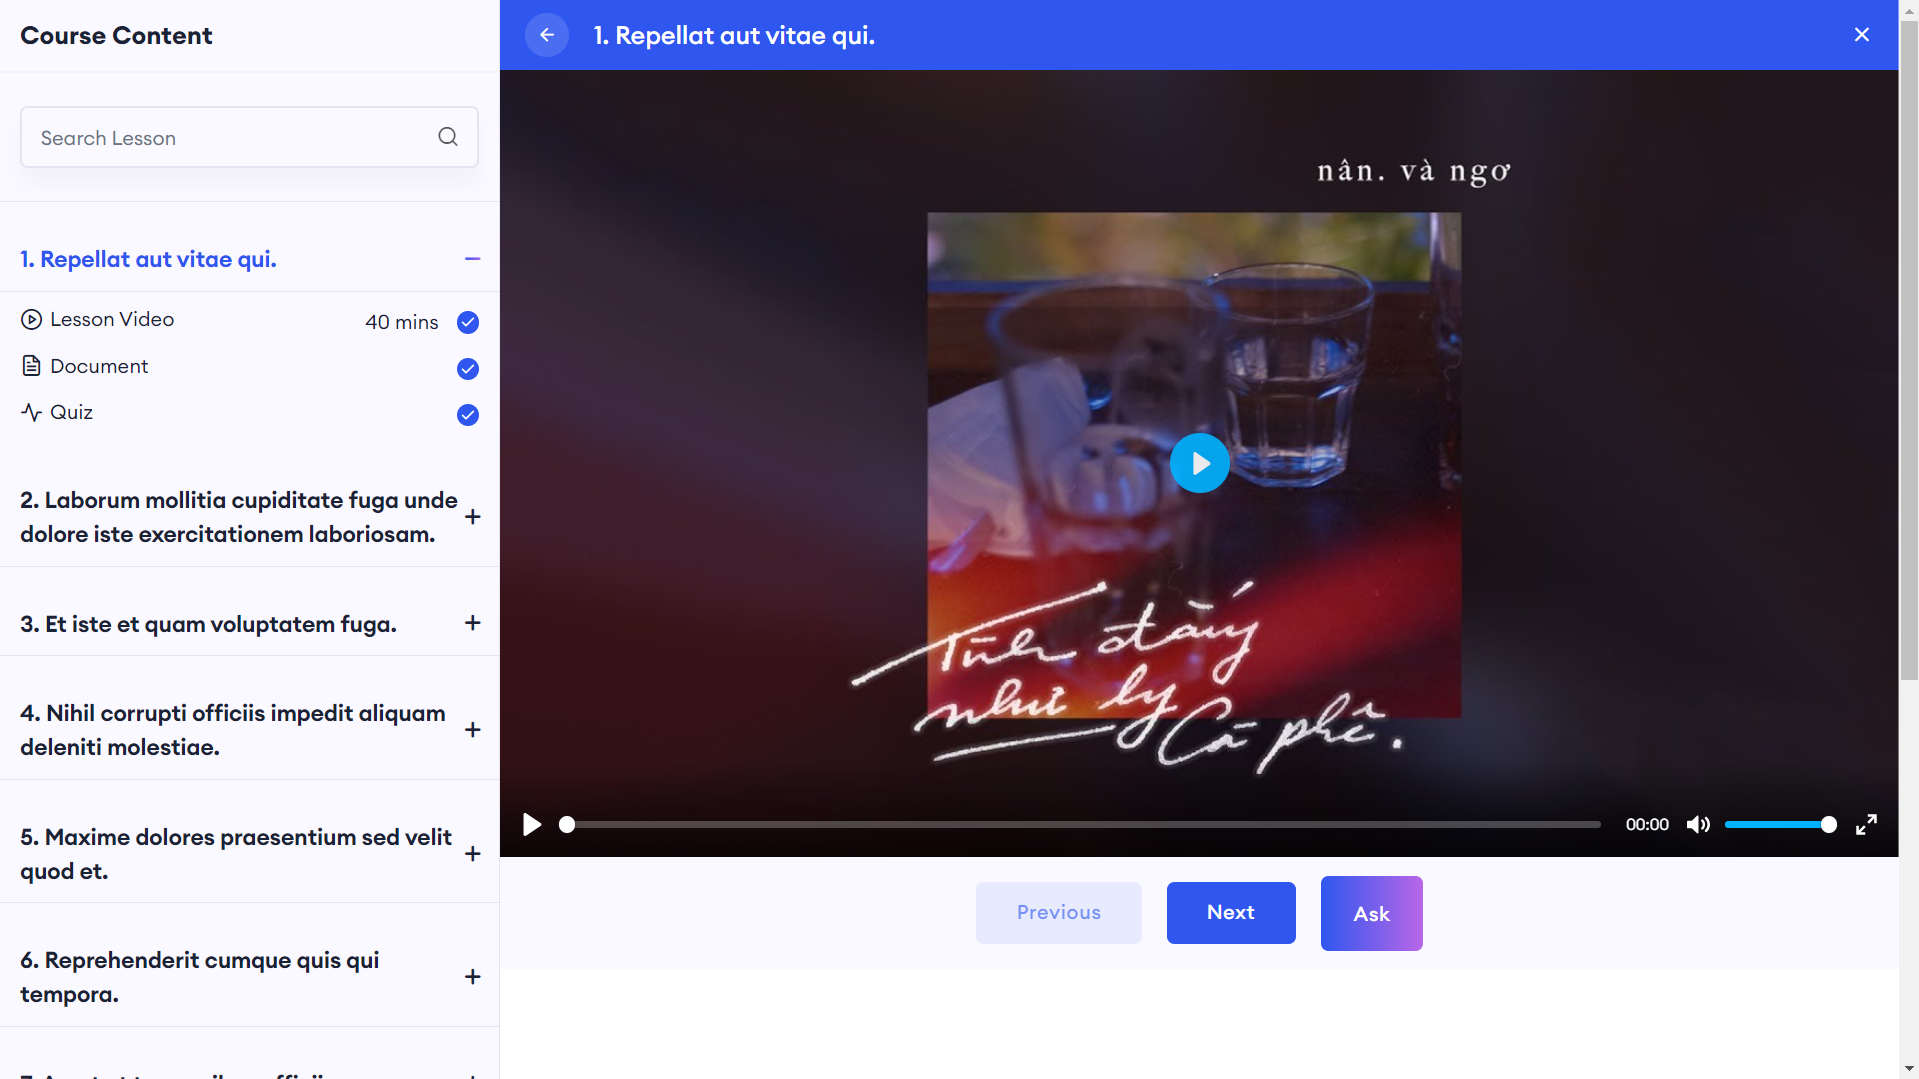 Course Content
Search Lesson
1. Repellat aut vitae qui.
Lesson Video
40 mins
Document
Quiz
2. Laborum mollitia cupiditate fuga unde
dolore iste exercitationem laboriosam.
3. Et iste et quam voluptatem fuga.
4. Nihil corrupti officiis impedit aliquam
deleniti molestiae.
5. Maxime dolores praesentium sed velit
quod et.
6. Reprehenderit cumque quis qui
tempora.
1. Repellat aut vitae qui.
nân. và ngơ
Tình đắng
như ly
Cà phê.
00:00
Previous
Next
Ask